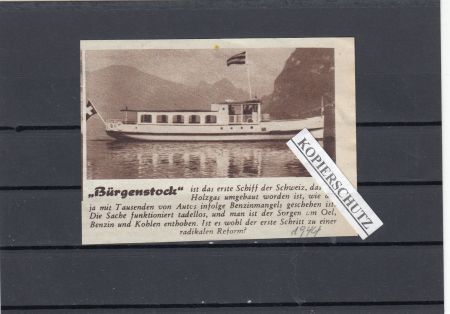 „Bürgenstock“ ist das erste Schiff der Schweiz, das
Holzgas umgebaut worden ist, wie
ja mit Tausenden von Autos infolge Benzinmangels geschehen ist.
Die Sache funktioniert tadellos, und man ist der Sorgen um Oel,
Benzin und Kohlen enthoben. Ist es wohl der erste Schritt zu einer
radikalen Reform?
1944
KOPIERSCHUTZ